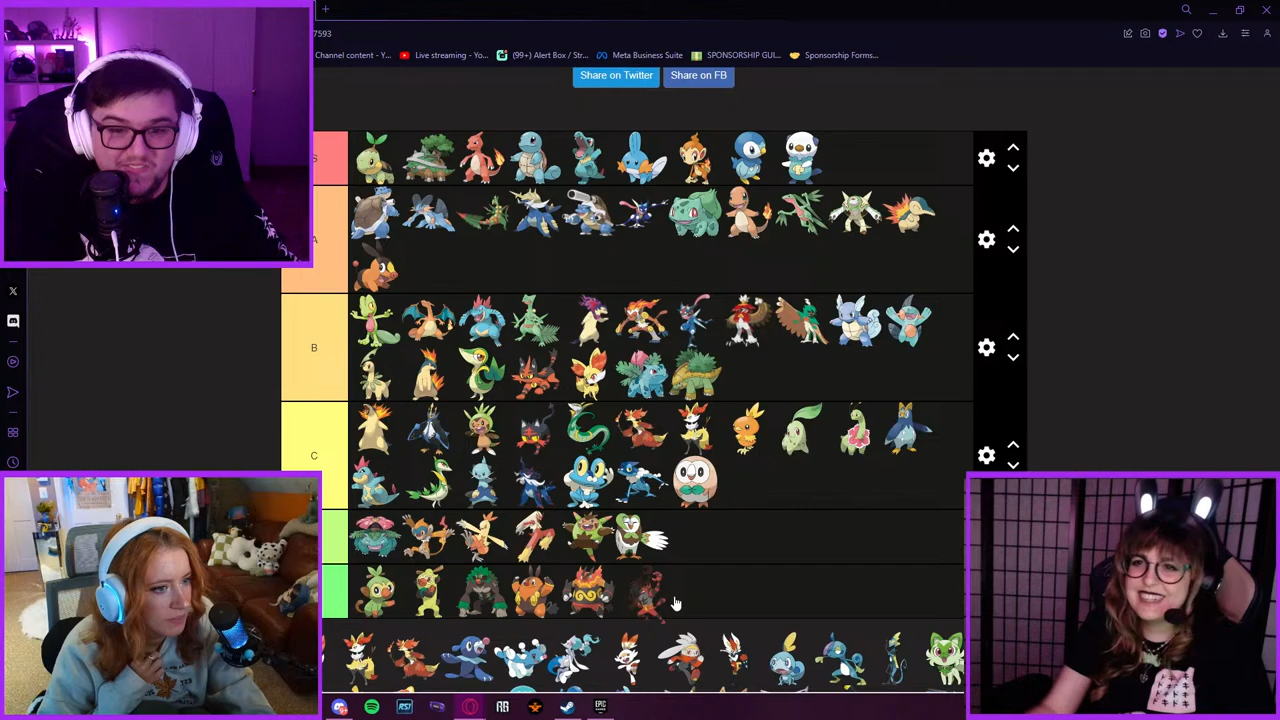 7593
Channel content - Y...
Live streaming - Yo...
(99+) Alert Box / Str...
Meta Business Suite
SPONSORSHIP GUI...
Sponsorship Forms...
Share on Twitter
Share on FB
S
A
B
C